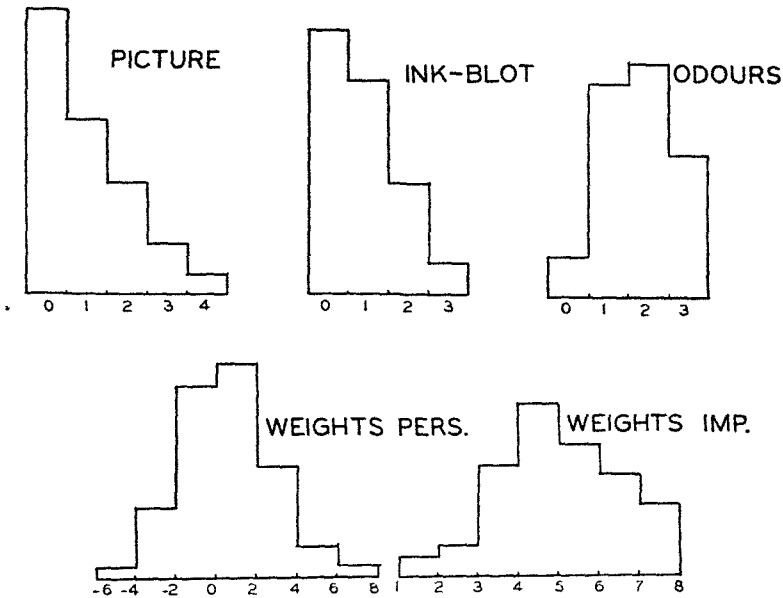 PICTURE
INK-BLOT
ODOURS
0 1 2 3 4
0 1 2 3
0 1 2 3
WEIGHTS PERS.
WEIGHTS IMP.
-6 -4 -2 0 2 4 6 8
1 2 3 4 5 6 7 8